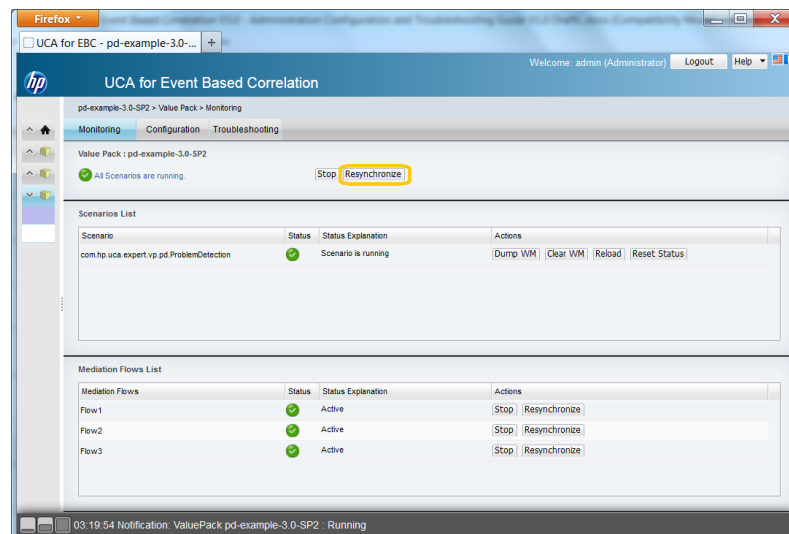 Firefox
UCA for EBC - pd-example-3.0-... +
Welcome: admin (Administrator) Logout Help
hp UCA for Event Based Correlation
pd-example-3.0-SP2 > Value Pack > Monitoring
Monitoring Configuration Troubleshooting
Value Pack : pd-example-3.0-SP2
All Scenarios are running. Stop Resynchronize
Scenarios List
Scenario Status Status Explanation Actions
com.hp.uca.expert.vp.pd.ProblemDetection Scenario is running Dump WM Clear WM Reload Reset Status
Mediation Flows List
Mediation Flows Status Status Explanation Actions
Flow1 Active Stop Resynchronize
Flow2 Active Stop Resynchronize
Flow3 Active Stop Resynchronize
03:19:54 Notification: ValuePack pd-example-3.0-SP2 : Running